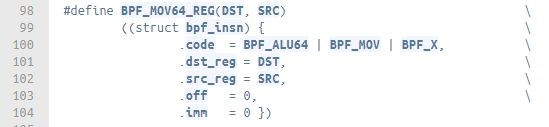 98 #define BPF_MOV64_REG(DST, SRC) \
99 ((struct bpf_insn) { \
100 .code = BPF_ALU64 | BPF_MOV | BPF_X, \
101 .dst_reg = DST, \
102 .src_reg = SRC, \
103 .off = 0, \
104 .imm = 0 })